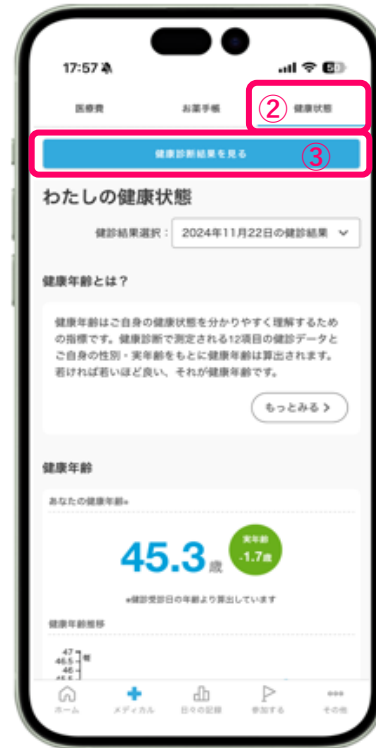 17:57
医療費 お薬手帳 ② 健康状態
健康診断結果を見る ③
わたしの健康状態
健診結果選択： 2024年11月22日の健診結果
健康年齢とは？
健康年齢はご自身の健康状態を分かりやすく理解するため
の指標です。健康診断で測定される12項目の健診データと
ご自身の性別・実年齢をもとに健康年齢は算出されます。
若ければ若いほど良い、それが健康年齢です。
もっとみる >
健康年齢
あなたの健康年齢※
45.3歳
実年齢
-1.7歳
※健診受診日の年齢より算出しています
健康年齢推移
47
46.5
46
45.5
ホーム メディカル 日々の記録 参加する その他